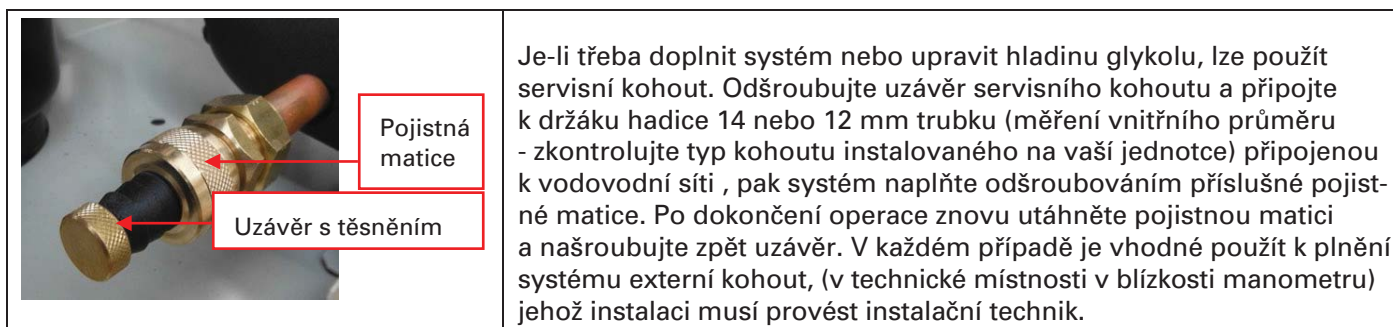 Pojistná
matice
Uzávěr s těsněním
Je-li třeba doplnit systém nebo upravit hladinu glykolu, lze použít
servisní kohout. Odšroubujte uzávěr servisního kohoutu a připojte
k držáku hadice 14 nebo 12 mm trubku (měření vnitřního průměru
- zkontrolujte typ kohoutu instalovaného na vaší jednotce) připojenou
k vodovodní síti , pak systém naplňte odšroubováním příslušné pojist-
né matice. Po dokončení operace znovu utáhněte pojistnou matici
a našroubujte zpět uzávěr. V každém případě je vhodné použít k plnění
systému externí kohout, (v technické místnosti v blízkosti manometru)
jehož instalaci musí provést instalační technik.